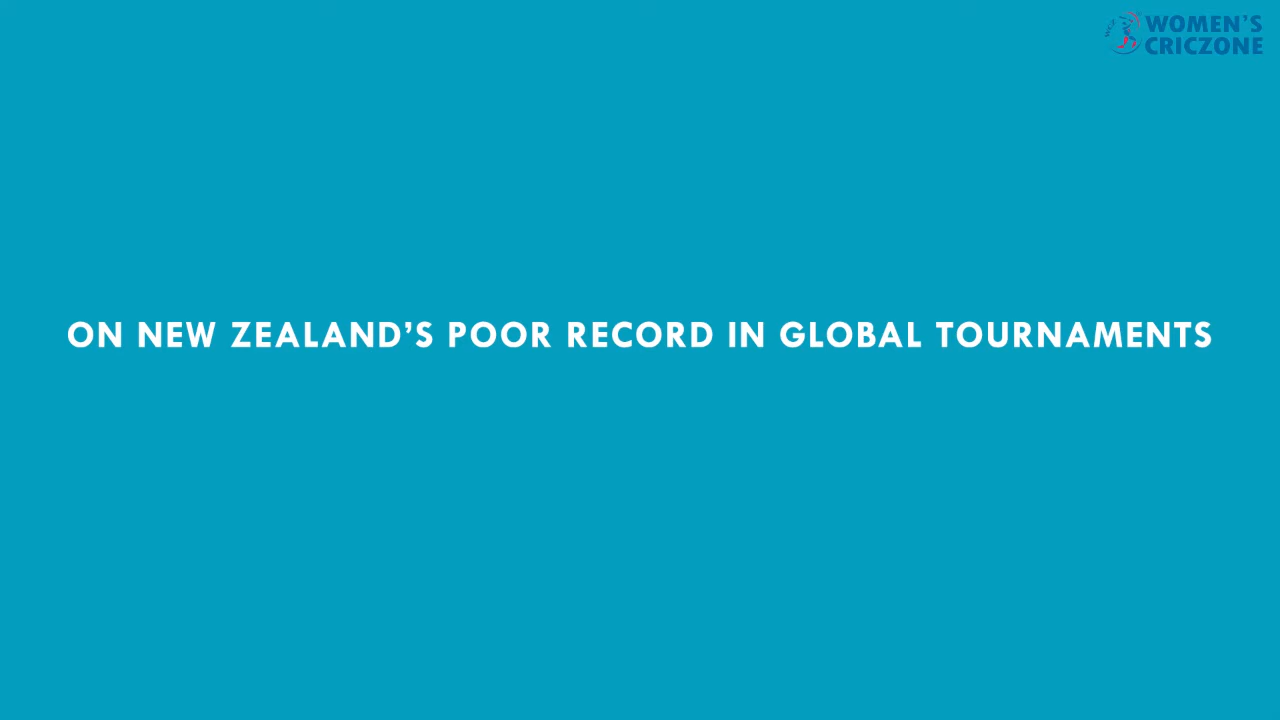 WOMEN'S
CRICZONE
ON NEW ZEALAND'S POOR RECORD IN GLOBAL TOURNAMENTS